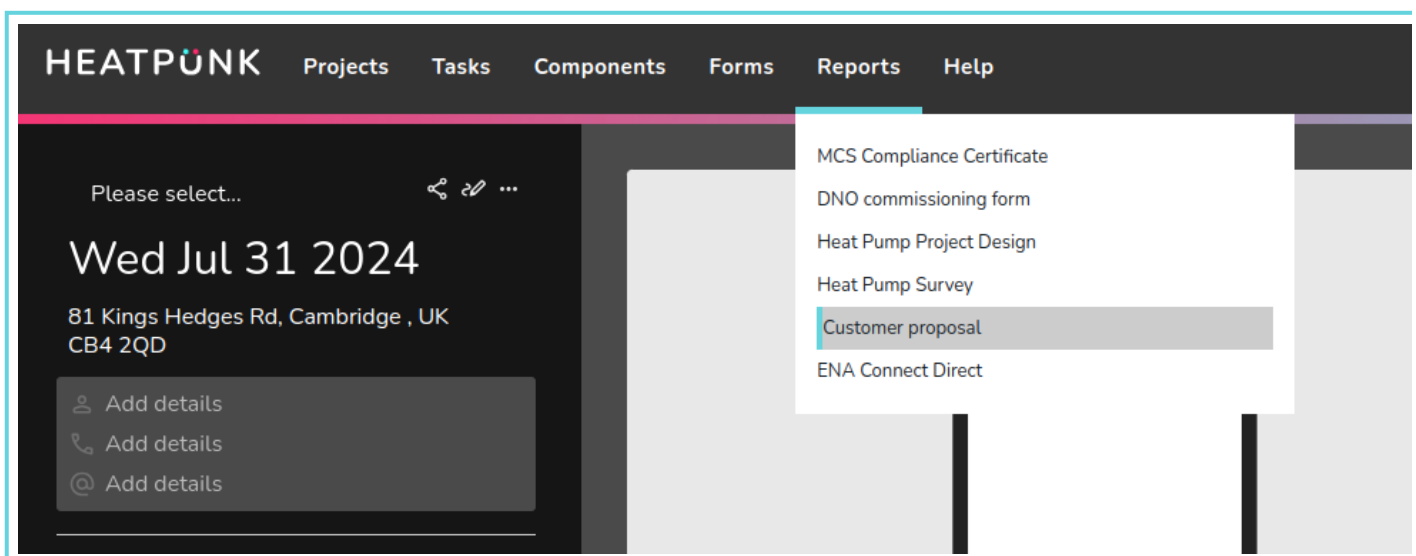 HEATPÜNK Projects Tasks Components Forms Reports Help
Please select...
Wed Jul 31 2024
81 Kings Hedges Rd, Cambridge , UK
CB4 2QD
Add details
Add details
Add details
MCS Compliance Certificate
DNO commissioning form
Heat Pump Project Design
Heat Pump Survey
Customer proposal
ENA Connect Direct